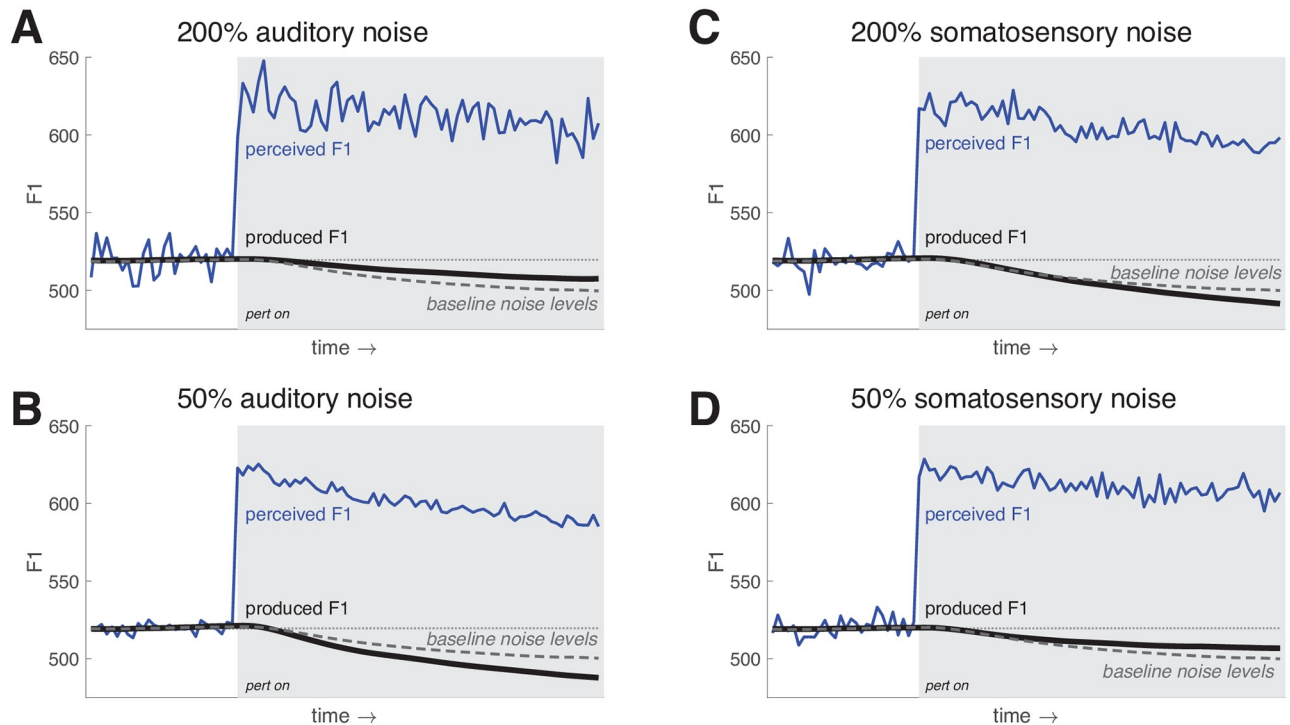 A
200% auditory noise
650
600
550
500
F1
perceived F1
produced F1
baseline noise levels
pert on
time →
C
200% somatosensory noise
650
600
550
500
F1
perceived F1
produced F1
baseline noise levels
pert on
time →
B
50% auditory noise
650
600
550
500
F1
perceived F1
produced F1
baseline noise levels
pert on
time →
D
50% somatosensory noise
650
600
550
500
F1
perceived F1
produced F1
baseline noise levels
pert on
time →